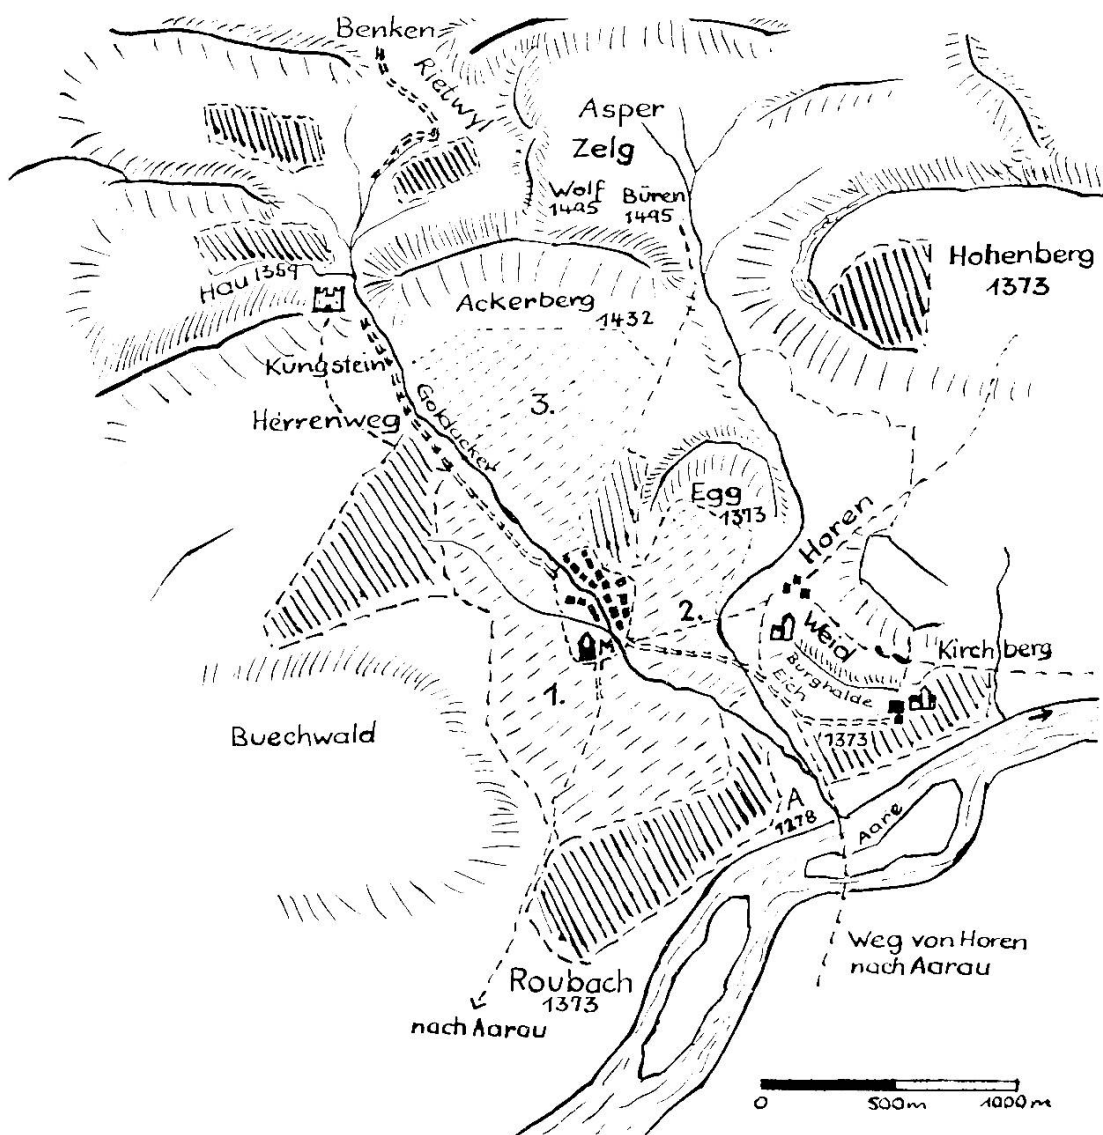 Benken
Rietwyl
Asper
Zelg
Wolf
1495
Büren
1495
Hau 1359
Hohenberg
1373
Ackerberg
1432
Küngstein
Herrenweg
Goldacker
3.
Egg
1373
Horen
2.
Weid
M
Kirchberg
Burghalde
Eich
1373
1.
Buechwald
A
1278
Aare
Roubach
1373
nach Aarau
Weg von Horen
nach Aarau
0 500m 1000m